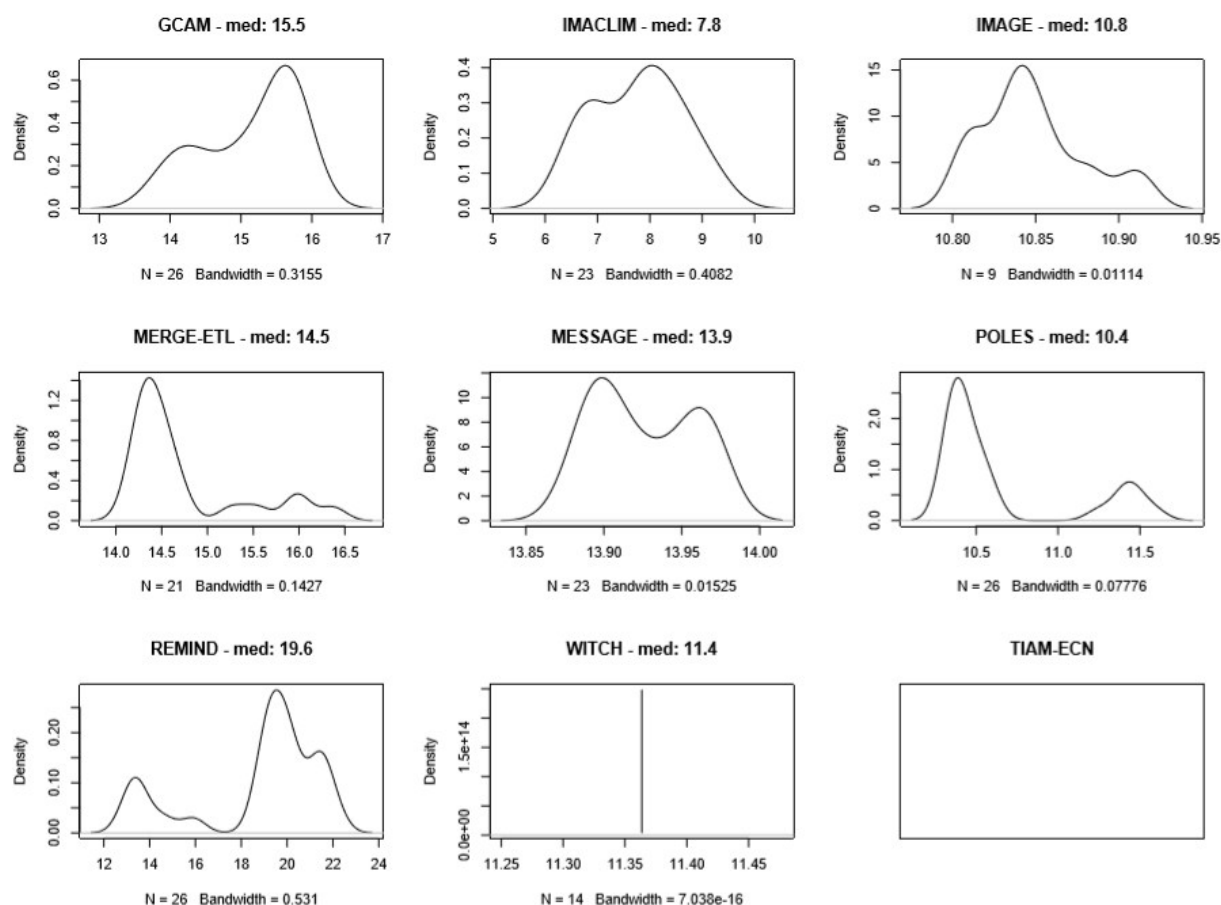 GCAM - med: 15.5
Density
0.0 0.2 0.4 0.6
13 14 15 16 17
N = 26 Bandwidth = 0.3155
IMACLIM - med: 7.8
Density
0.0 0.1 0.2 0.3 0.4
5 6 7 8 9 10
N = 23 Bandwidth = 0.4082
IMAGE - med: 10.8
Density
0 5 10 15
10.80 10.85 10.90 10.95
N = 9 Bandwidth = 0.01114
MERGE-ETL - med: 14.5
Density
0.0 0.4 0.8 1.2
14.0 14.5 15.0 15.5 16.0 16.5
N = 21 Bandwidth = 0.1427
MESSAGE - med: 13.9
Density
0 2 4 6 8 10
13.85 13.90 13.95 14.00
N = 23 Bandwidth = 0.01525
POLES - med: 10.4
Density
0.0 1.0 2.0
10.5 11.0 11.5
N = 26 Bandwidth = 0.07776
REMIND - med: 19.6
Density
0.00 0.10 0.20
12 14 16 18 20 22 24
N = 26 Bandwidth = 0.531
WITCH - med: 11.4
Density
0.0e+00 1.5e+14
11.25 11.30 11.35 11.40 11.45
N = 14 Bandwidth = 7.038e-16
TIAM-ECN